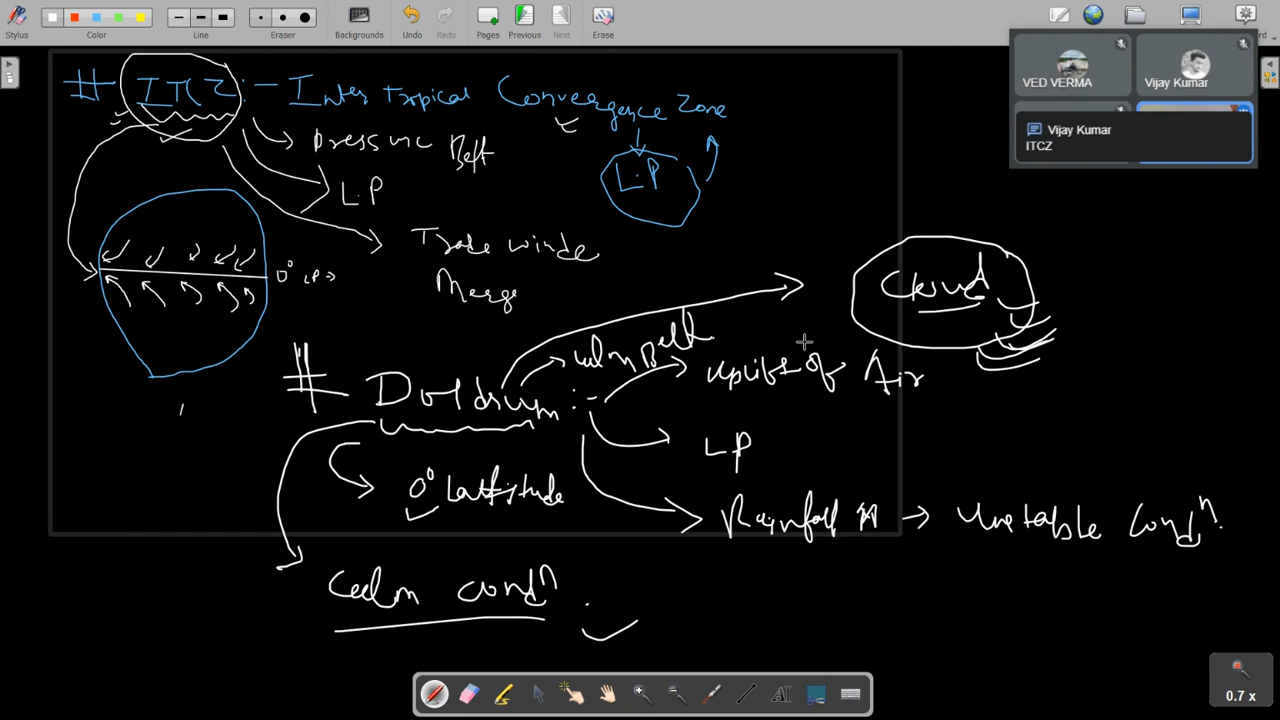 Stylus
Color
Line
Eraser
Backgrounds
Undo
Redo
Pages
Previous
Next
Erase
VED VERMA
Vijay Kumar
Vijay Kumar
ITCZ
# ITCZ :- Inter Tropical Convergence Zone
Pressure Belt
L.P
L.P
Trade winds
Merge
0° LP
Cloud
Calm Belt
uplift of Air
# Doldrum :-
LP
0° Latitude
Rainfall → Unstable Condⁿ.
Calm condⁿ.
0.7 x